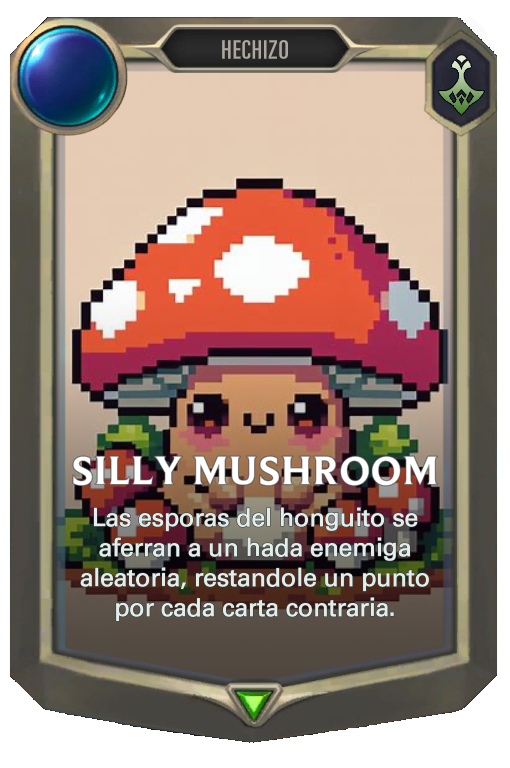 HECHIZO
SILLY MUSHROOM
Las esporas del honguito se
aferran a un hada enemiga
aleatoria, restandole un punto
por cada carta contraria.